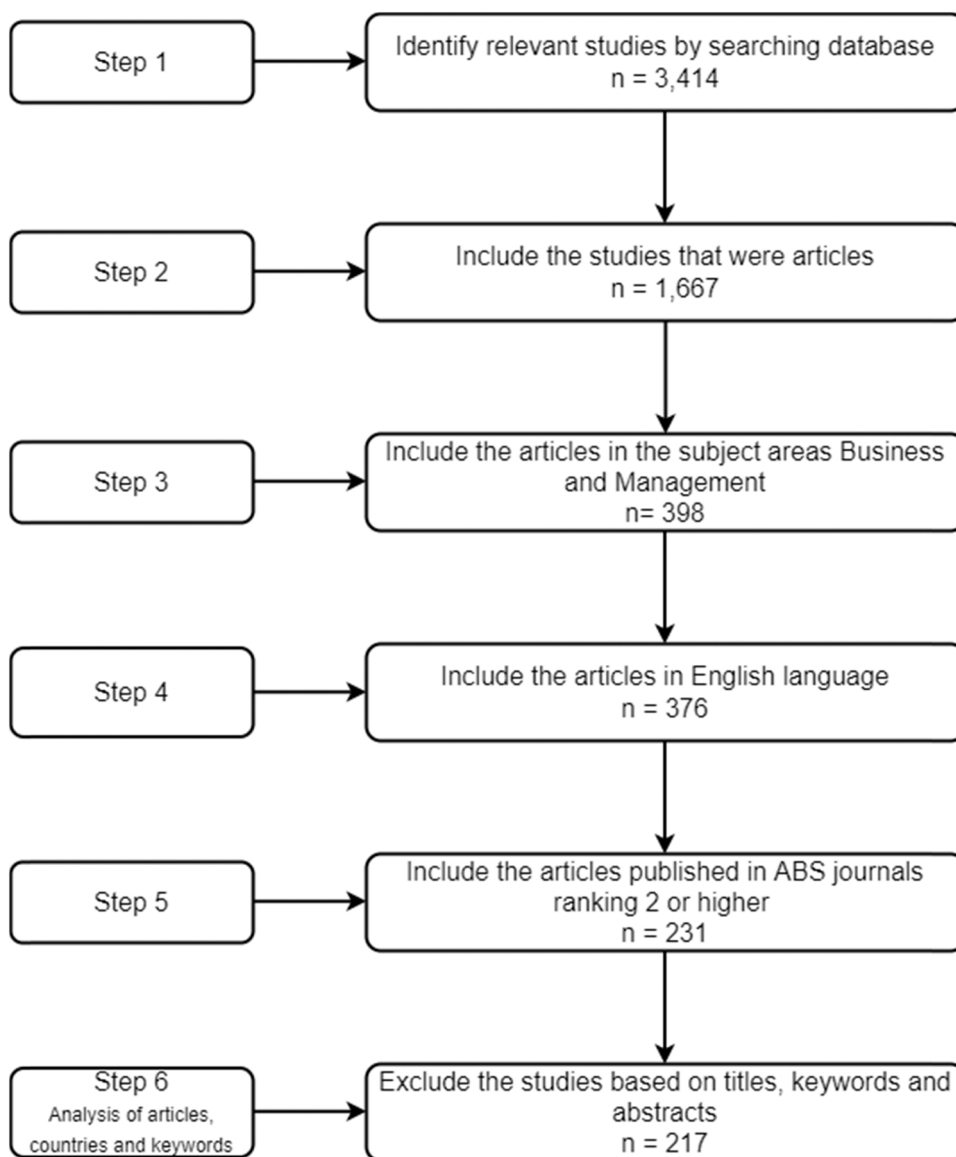 Step 1
Identify relevant studies by searching database
n = 3,414
Step 2
Include the studies that were articles
n = 1,667
Step 3
Include the articles in the subject areas Business
and Management
n= 398
Step 4
Include the articles in English language
n = 376
Step 5
Include the articles published in ABS journals
ranking 2 or higher
n = 231
Step 6
Analysis of articles,
countries and keywords
Exclude the studies based on titles, keywords and
abstracts
n = 217